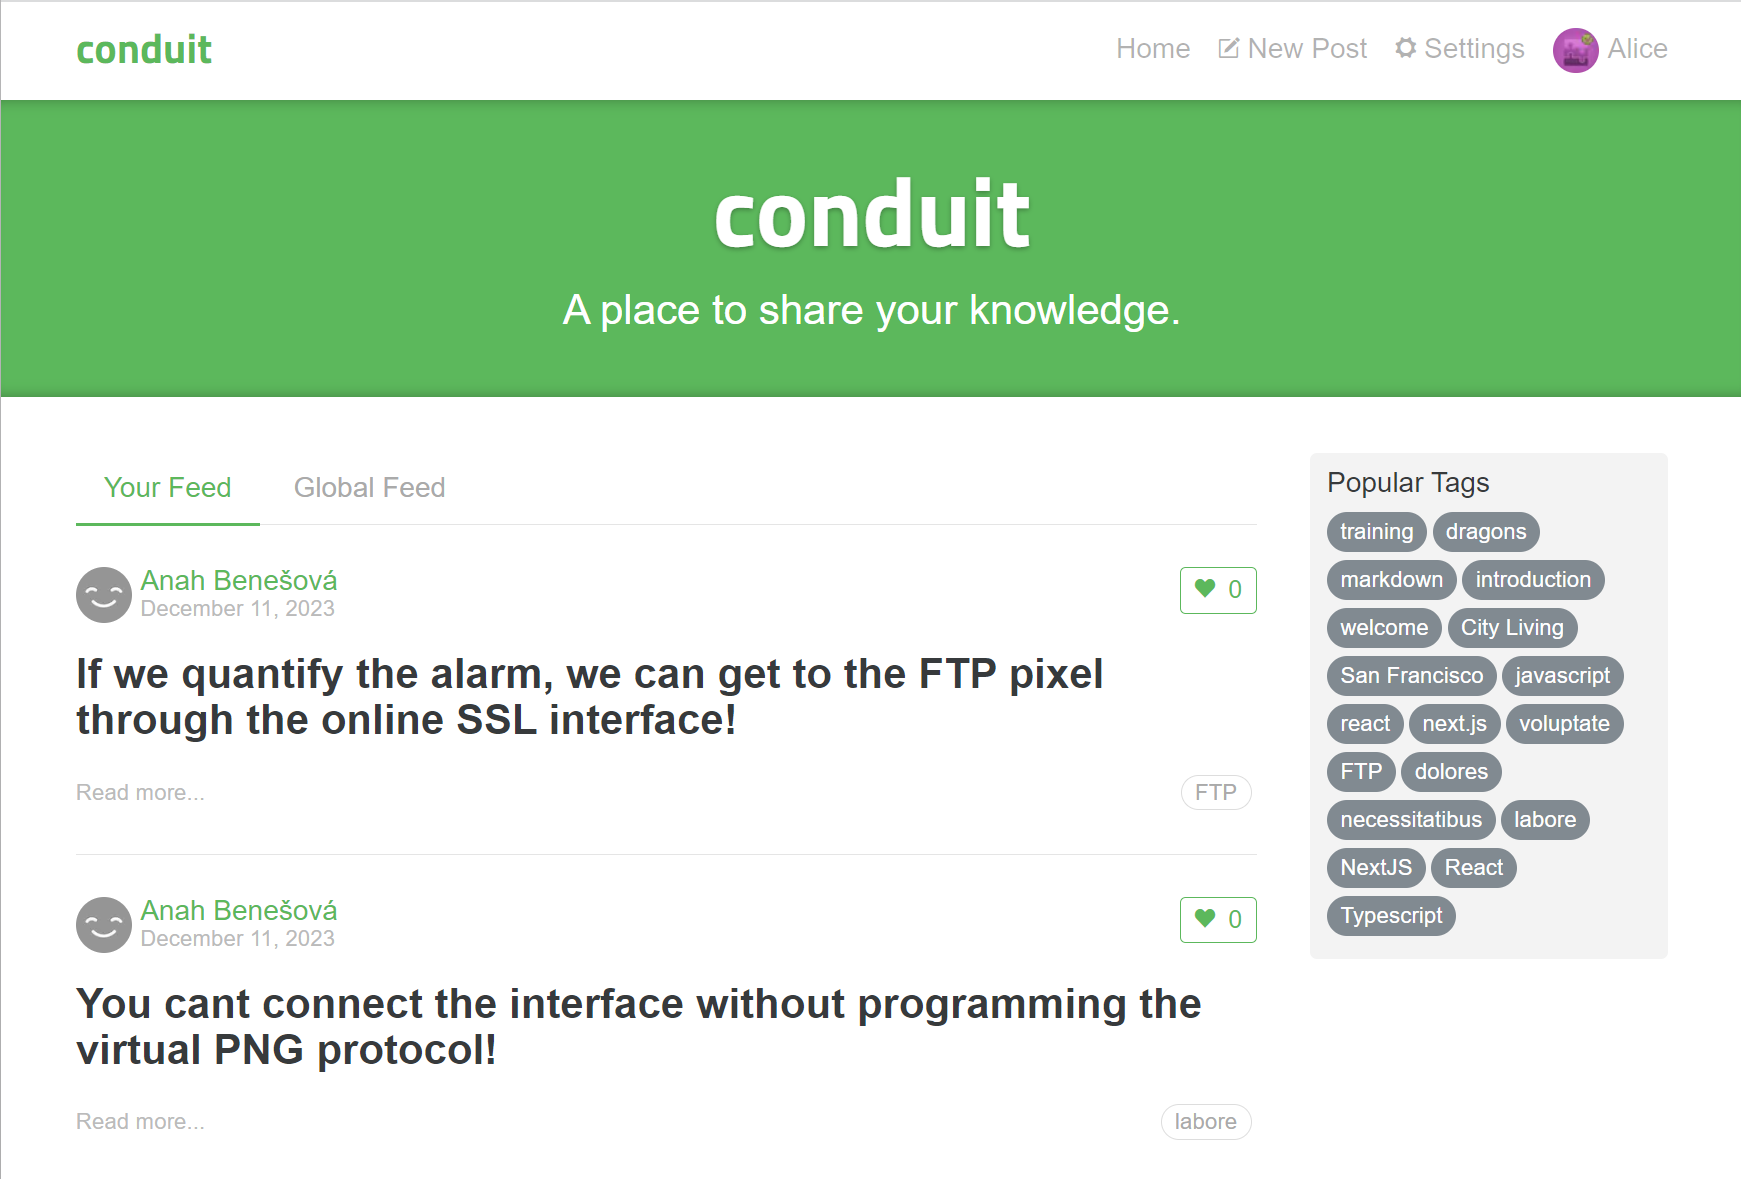 conduit
Home New Post Settings Alice
conduit
A place to share your knowledge.
Your Feed Global Feed
Anah Benešová
December 11, 2023
0
If we quantify the alarm, we can get to the FTP pixel
through the online SSL interface!
Read more...
FTP
Anah Benešová
December 11, 2023
0
You cant connect the interface without programming the
virtual PNG protocol!
Read more...
labore
Popular Tags
training dragons
markdown introduction
welcome City Living
San Francisco javascript
react next.js voluptate
FTP dolores
necessitatibus labore
NextJS React
Typescript